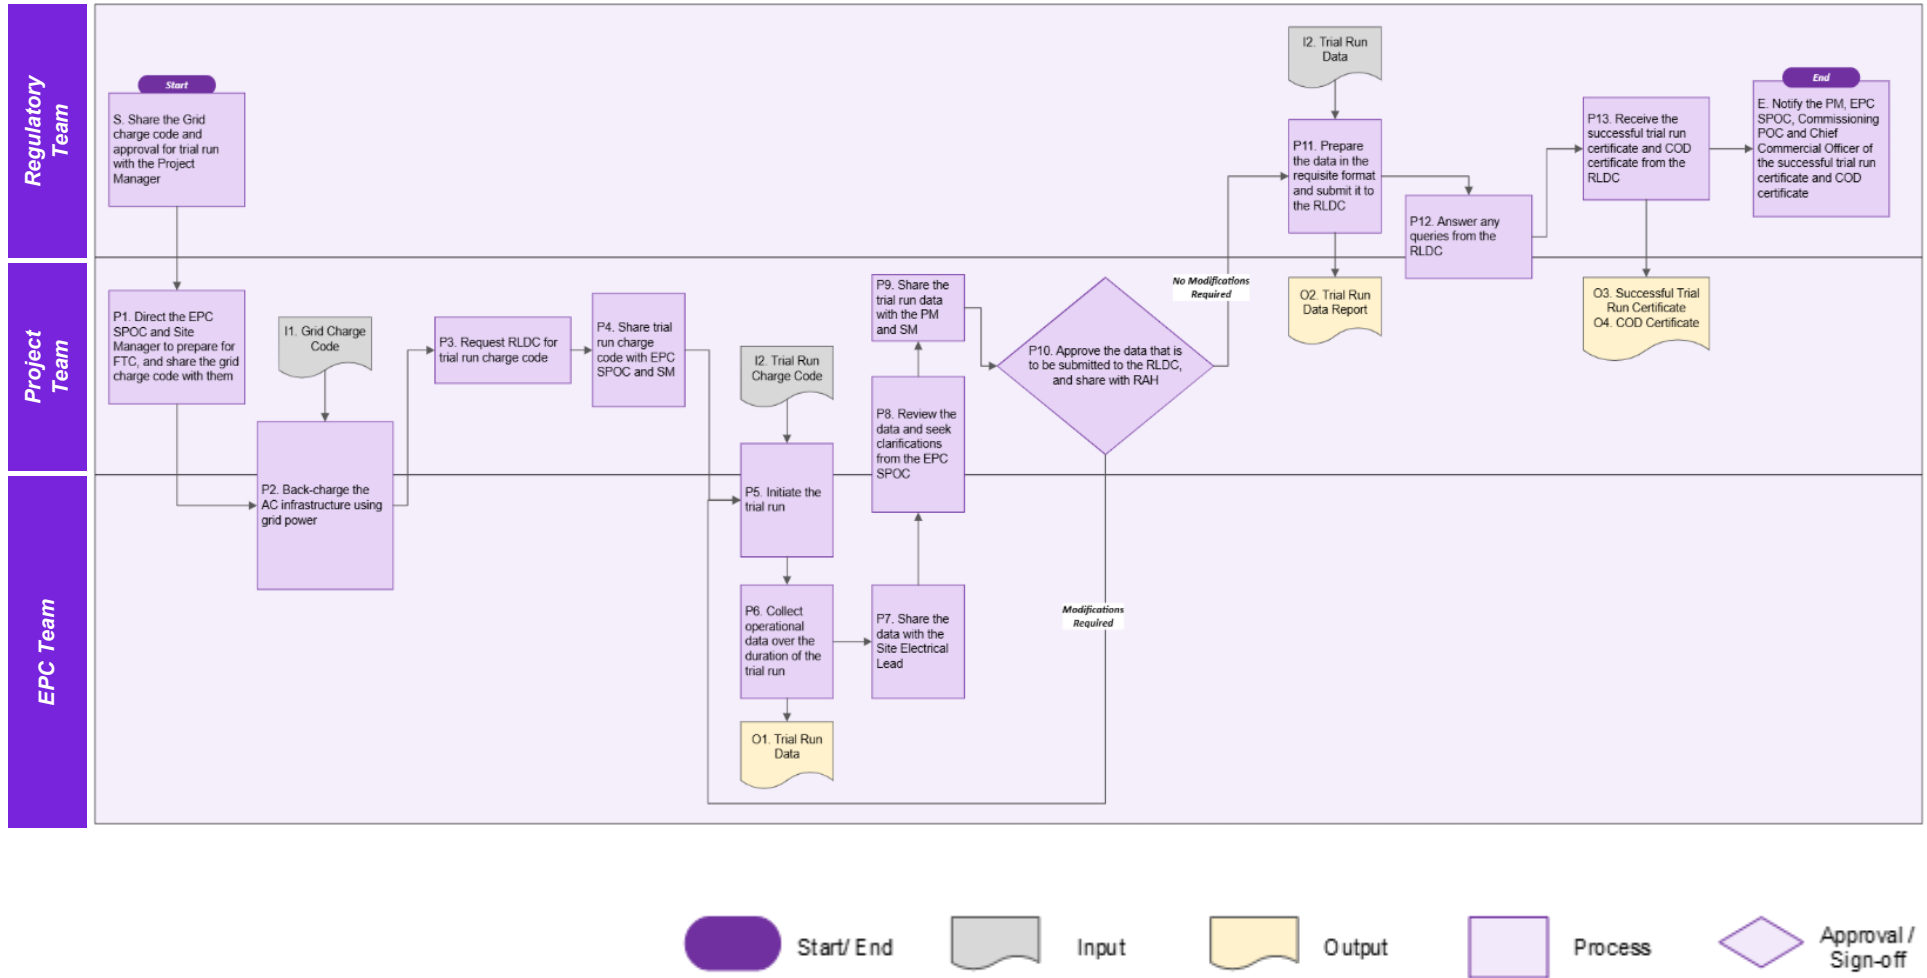 Regulatory
Team
Start
S. Share the Grid
charge code and
approval for trial run
with the Project
Manager
I2. Trial Run
Data
P11. Prepare
the data in the
requisite format
and submit it to
the RLDC
P12. Answer any
queries from the
RLDC
P13. Receive the
successful trial run
certificate and COD
certificate from the
RLDC
End
E. Notify the PM, EPC
SPOC, Commissioning
POC and Chief
Commercial Officer of
the successful trial run
certificate and COD
certificate
Project
Team
P1. Direct the EPC
SPOC and Site
Manager to prepare for
FTC, and share the grid
charge code with them
I1. Grid Charge
Code
P2. Back-charge the
AC infrastructure using
grid power
P3. Request RLDC for
trial run charge code
P4. Share trial
run charge
code with EPC
SPOC and SM
I2. Trial Run
Charge Code
P5. Initiate the
trial run
P9. Share the
trial run data
with the PM
and SM
P8. Review the
data and seek
clarifications
from the EPC
SPOC
P10. Approve the data that is
to be submitted to the RLDC,
and share with RAH
No Modifications
Required
O2. Trial Run
Data Report
O3. Successful Trial
Run Certificate
O4. COD Certificate
EPC Team
P6. Collect
operational
data over the
duration of the
trial run
P7. Share the
data with the
Site Electrical
Lead
Modifications
Required
O1. Trial Run
Data
Start/ End
Input
Output
Process
Approval /
Sign-off